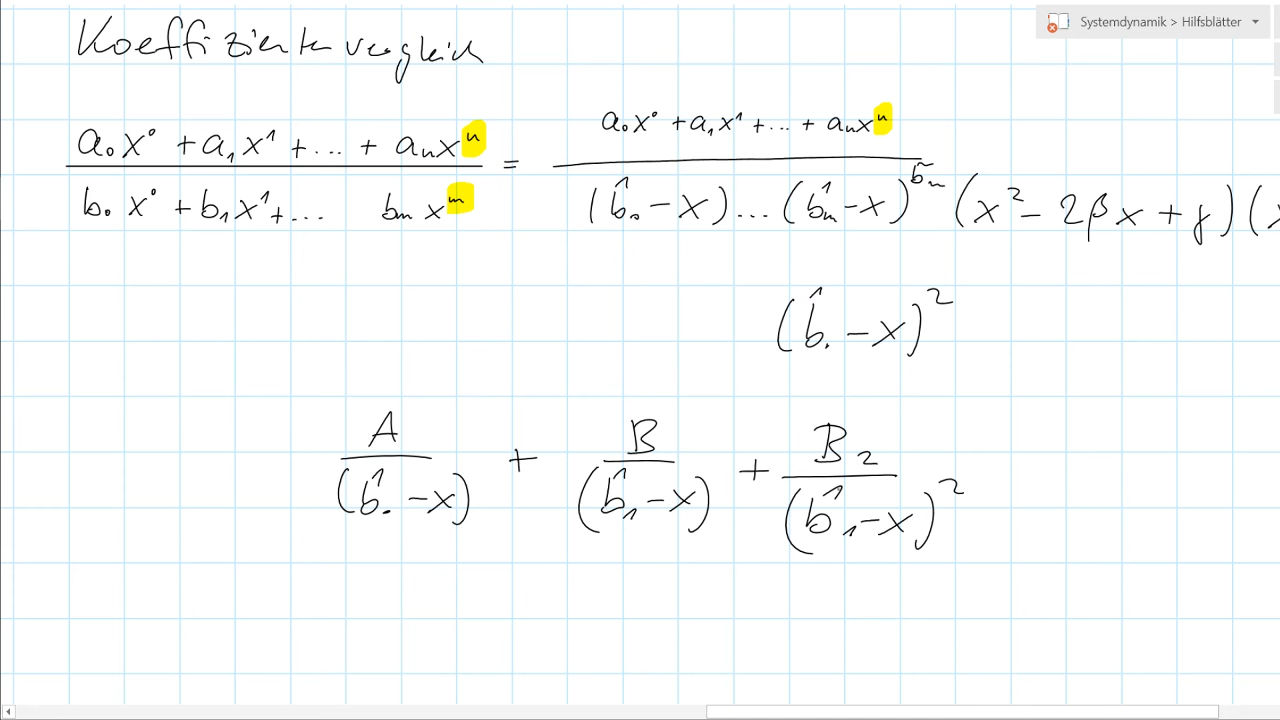 Systemdynamik > Hilfsblätter
Koeffizientenvergleich
a₀x⁰ + a₁x¹ + ... + aₙxⁿ = a₀x⁰ + a₁x¹ + ... + aₙxⁿ
b₀x⁰ + b₁x¹ + ... bₘxᵐ (b̂₀ - x) ... (b̂ₘ - x)^b̃ₘ (x² - 2βx + γ) (x
(b̂₀ - x)²
A + B + B₂
(b̂₀ - x) (b̂₁ - x) (b̂₁ - x)²